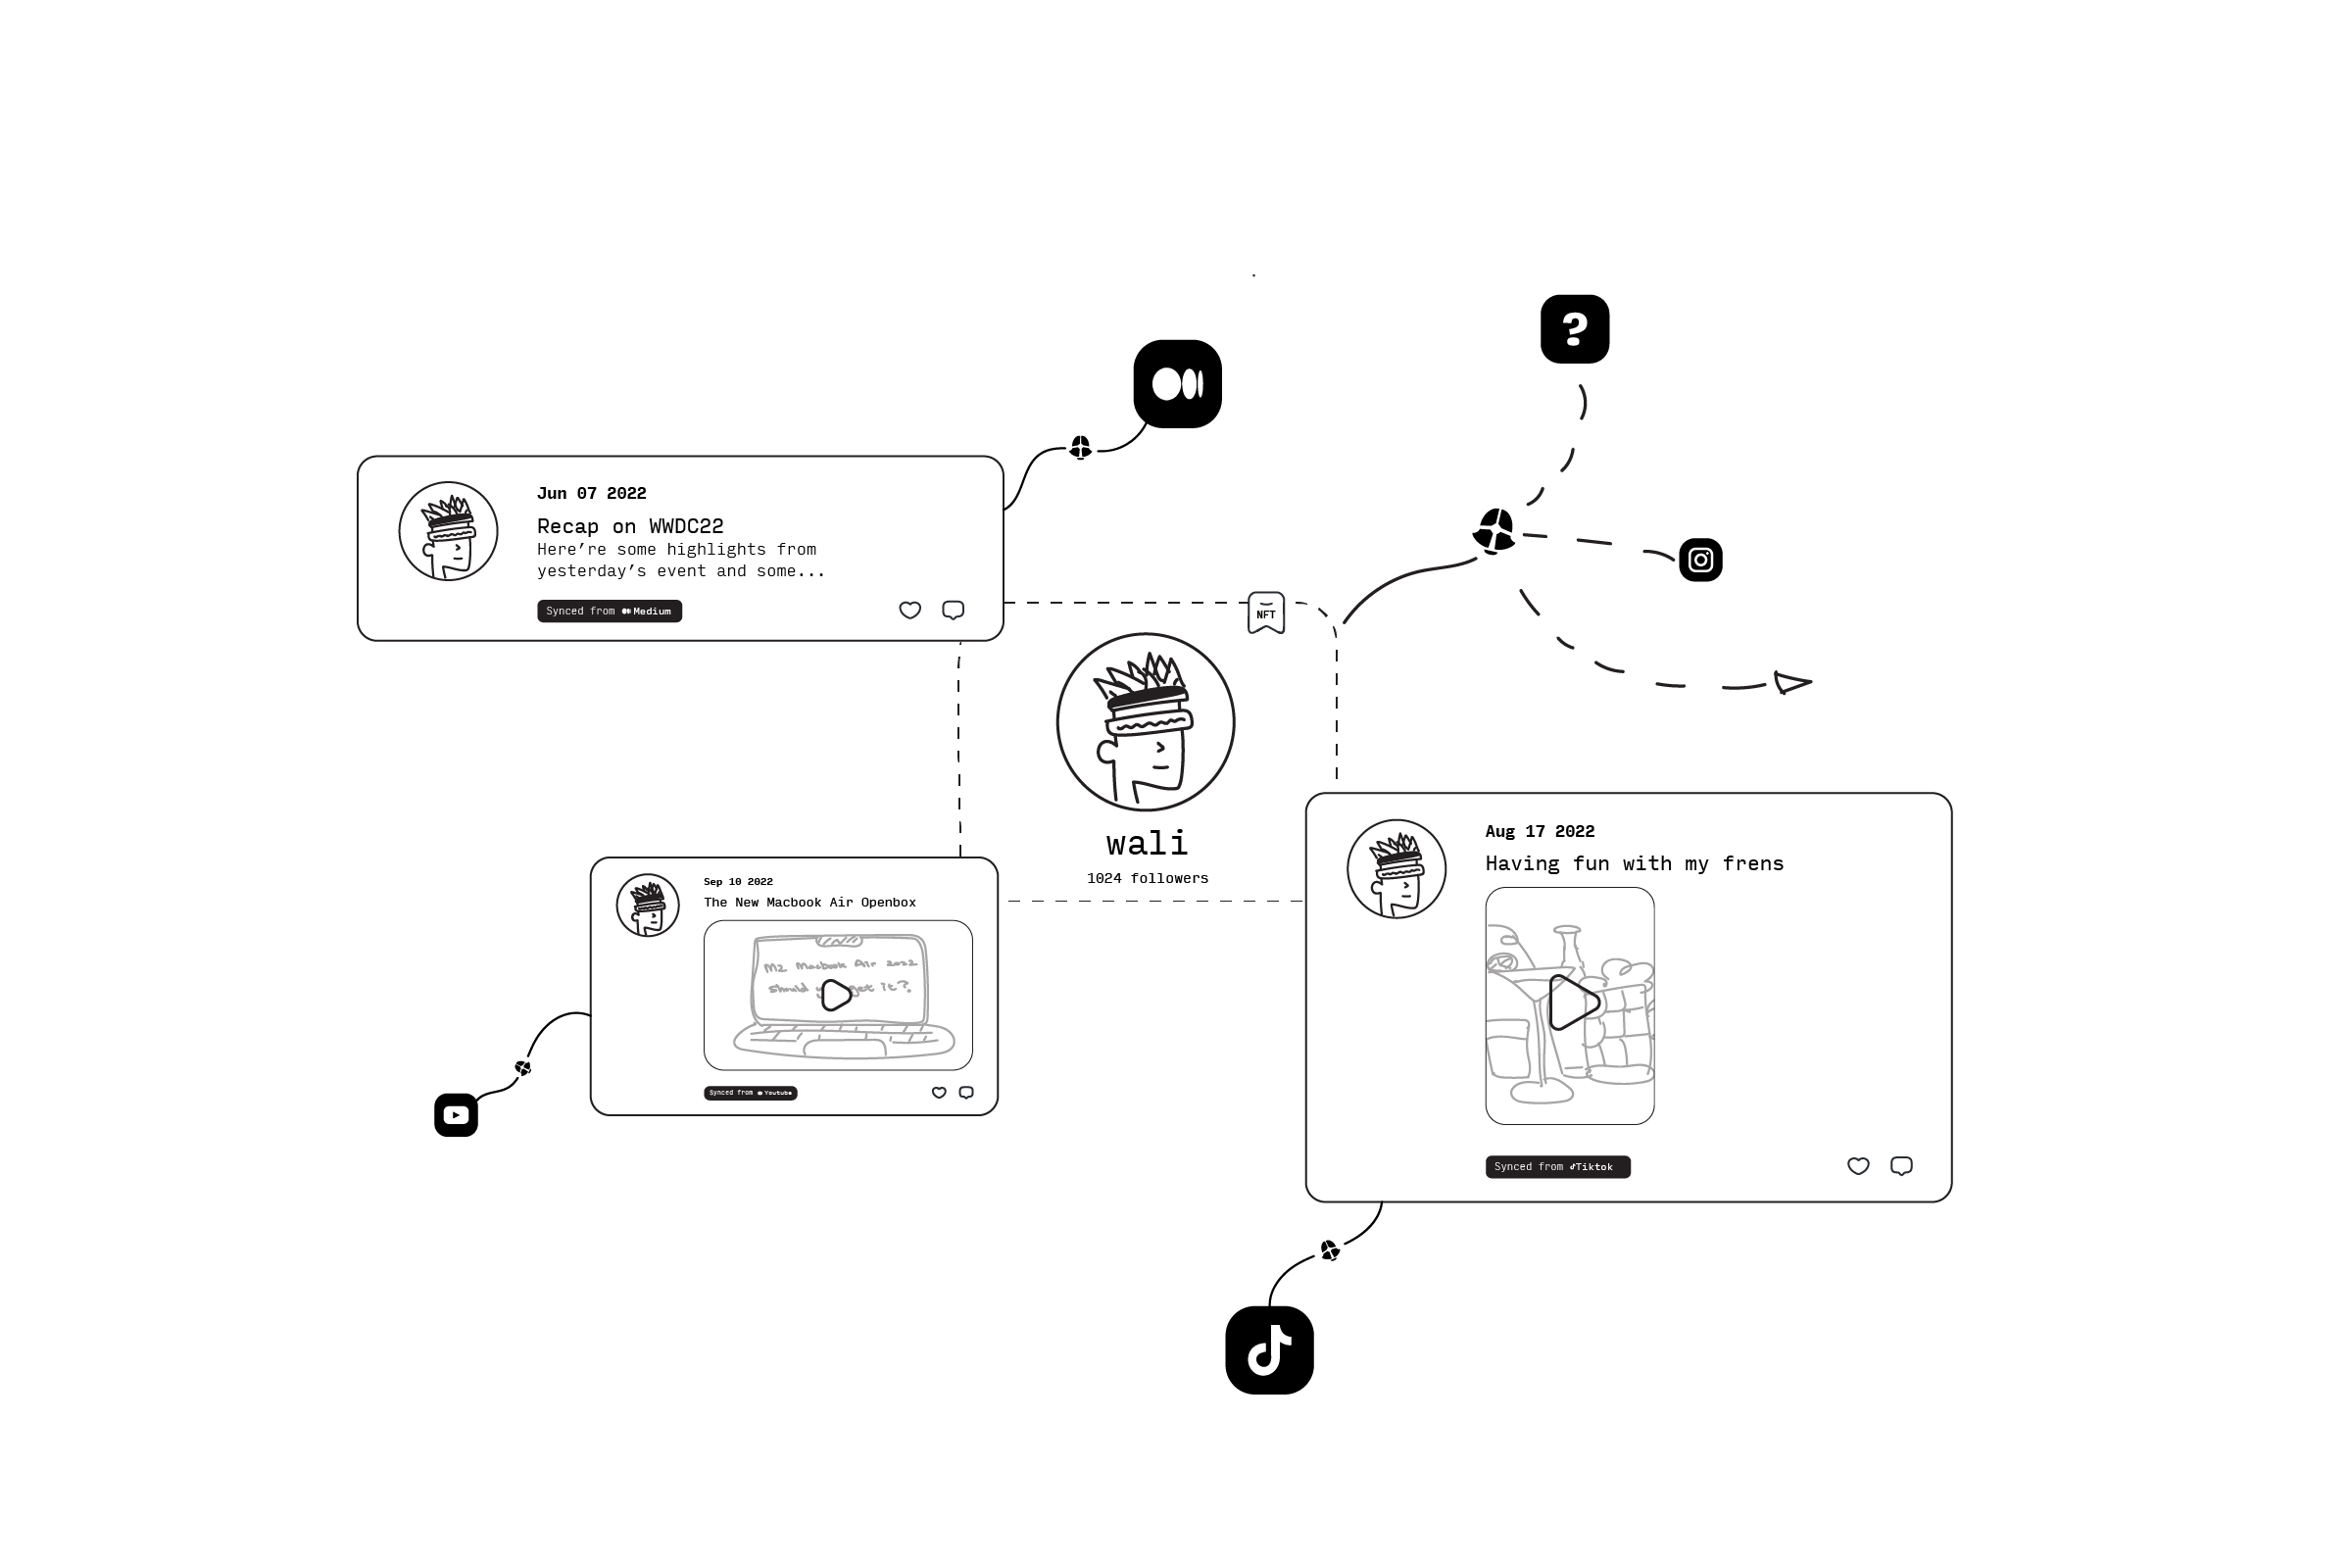 ?
Jun 07 2022
Recap on WWDC22
Here’re some highlights from
yesterday’s event and some...
Synced from Medium
NFT
wali
1024 followers
Sep 10 2022
The New Macbook Air Openbox
M2 Macbook Air 2022
Should get it?
Synced from Youtube
Aug 17 2022
Having fun with my frens
Synced from Tiktok